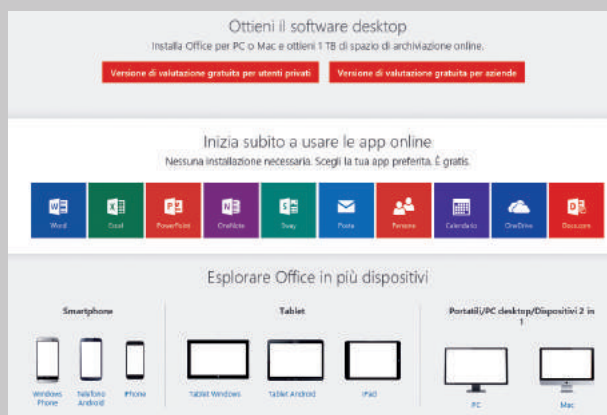 Ottieni il software desktop
Installa Office per PC o Mac e ottieni 1 TB di spazio di archiviazione online.
Versione di valutazione gratuita per utenti privati
Versione di valutazione gratuita per aziende
Inizia subito a usare le app online
Nessuna installazione necessaria. Scegli la tua app preferita. È gratis.
Word
Excel
PowerPoint
OneNote
Sway
Posta
Persone
Calendario
OneDrive
Docs.com
Esplorare Office in più dispositivi
Smartphone
Windows
Phone
Telefono
Android
iPhone
Tablet
Tablet Windows
Tablet Android
iPad
Portatili/PC desktop/Dispositivi 2 in
1
PC
Mac